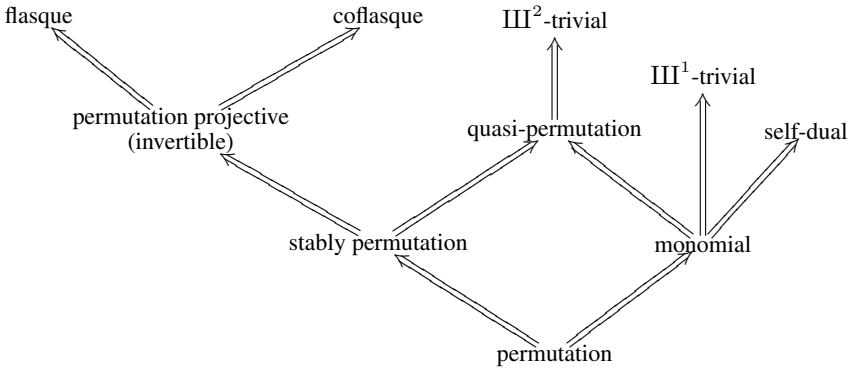 flasque
coflasque
Ш²-trivial
Ш¹-trivial
permutation projective
(invertible)
quasi-permutation
self-dual
stably permutation
monomial
permutation